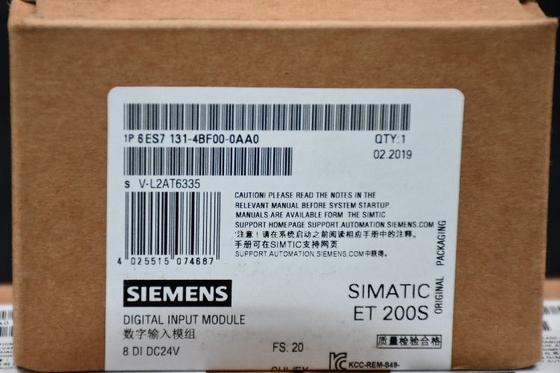 1P 6ES7 131-4BF00-0AA0
QTY:1
02.2019
S V-L2AT6335
CAUTION! PLEASE READ THE NOTES IN THE
RELEVANT MANUAL BEFORE SYSTEM STARTUP.
MANUALS ARE AVAILABLE FORM THE SIMTIC
SUPPORT HOMEPAGE SUPPORT.AUTOMATION.SIEMENS.COM
注意！请在系统启动之前阅读相应手册中的注释。
手册可在SIMTIC支持网页
SUPPORT.AUTOMATION.SIEMENS.COM中获得。
4 025515 074687
ORIGINAL PACKAGING
SIEMENS
SIMATIC
ET 200S
DIGITAL INPUT MODULE
数字输入模组
8 DI DC24V
FS. 20
质量检验合格
KCC-REM-S49-